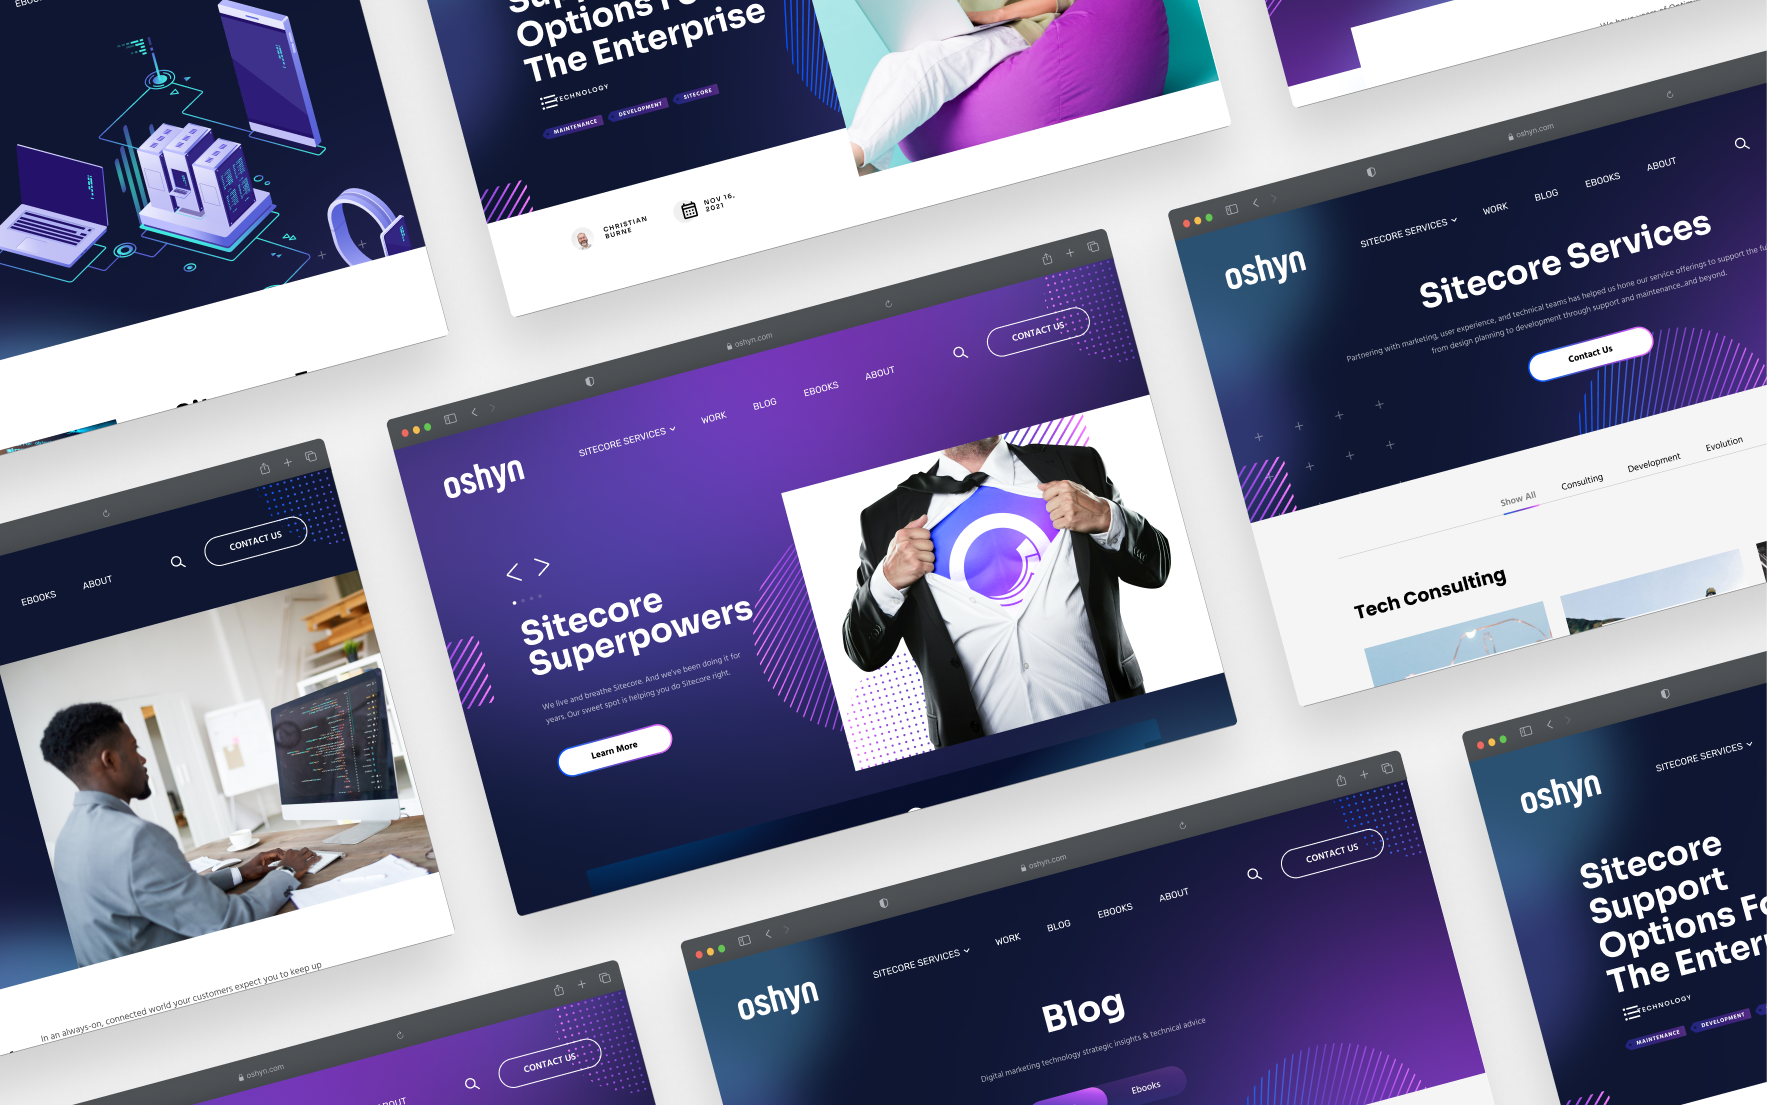 Options
The Enterprise
TECHNOLOGY
MAINTENANCE
DEVELOPMENT
SITECORE
CHRISTIAN
BURNE
NOV 16,
2021
oshyn.com
oshyn
SITECORE SERVICES
WORK
BLOG
EBOOKS
ABOUT
Sitecore Services
Partnering with marketing, user experience, and technical teams has helped us hone our service offerings to support the
from design planning to development through support and maintenance...and beyond.
Contact Us
Show All
Consulting
Development
Evolution
Tech Consulting
oshyn.com
oshyn
SITECORE SERVICES
WORK
BLOG
EBOOKS
ABOUT
CONTACT US
Sitecore
Superpowers
We live and breathe Sitecore. And we've been doing it for
years. Our sweet spot is helping you do Sitecore right.
Learn More
EBOOKS
ABOUT
CONTACT US
In an always-on, connected world your customers expect you to keep up
oshyn.com
ABOUT
CONTACT US
oshyn.com
oshyn
SITECORE SERVICES
WORK
BLOG
EBOOKS
ABOUT
CONTACT US
Blog
Digital marketing technology strategic insights & technical advice
Ebooks
oshyn
SITECORE SERVICES
Sitecore
Support
Options
The
TECHNOLOGY
MAINTENANCE
DEVELOPMENT